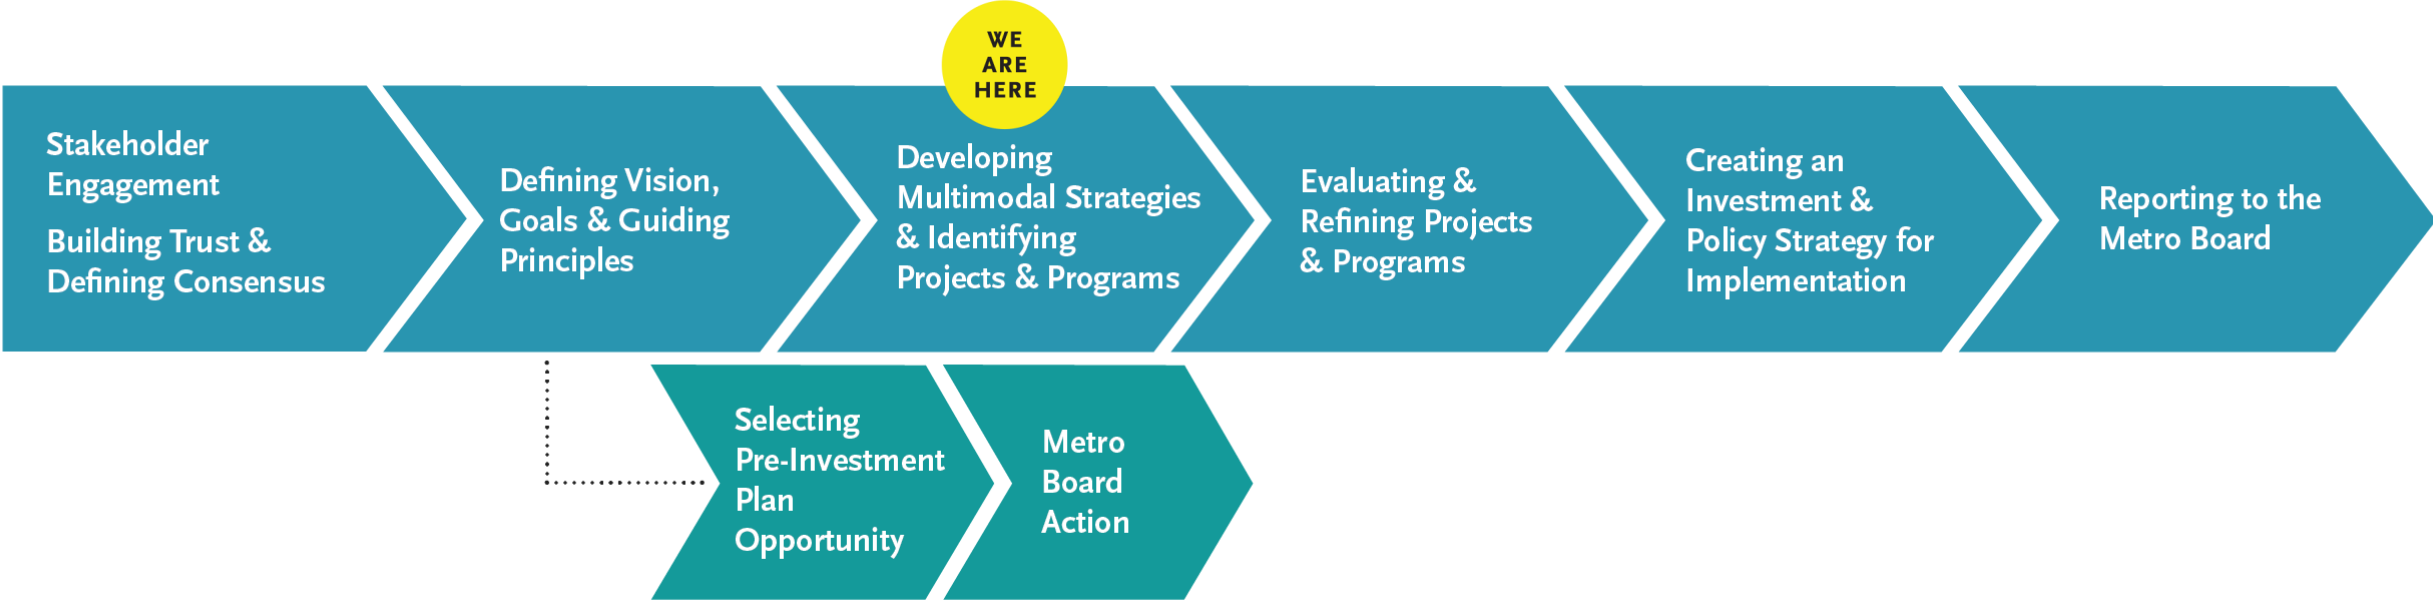 WE
ARE
HERE
Stakeholder
Engagement
Building Trust &
Defining Consensus
Defining Vision,
Goals & Guiding
Principles
Developing
Multimodal Strategies
& Identifying
Projects & Programs
Evaluating &
Refining Projects
& Programs
Creating an
Investment &
Policy Strategy for
Implementation
Reporting to the
Metro Board
Selecting
Pre-Investment
Plan
Opportunity
Metro
Board
Action